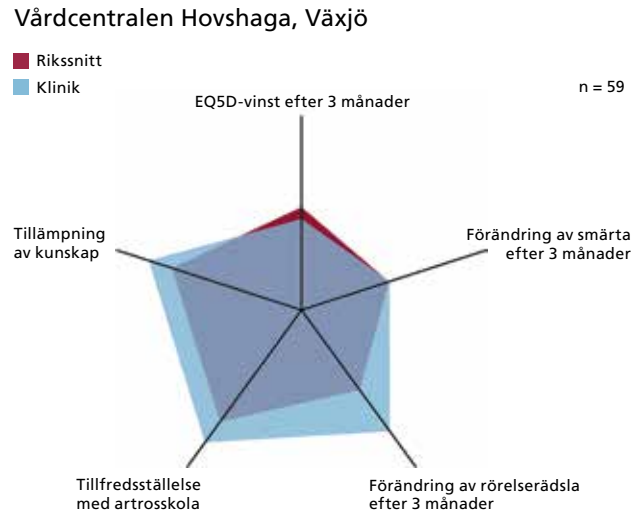 Vårdcentralen Hovshaga, Växjö
Rikssnitt
Klinik
n = 59
EQ5D-vinst efter 3 månader
Tillämpning
av kunskap
Förändring av smärta
efter 3 månader
Tillfredsställelse
med artrosskola
Förändring av rörelserädsla
efter 3 månader